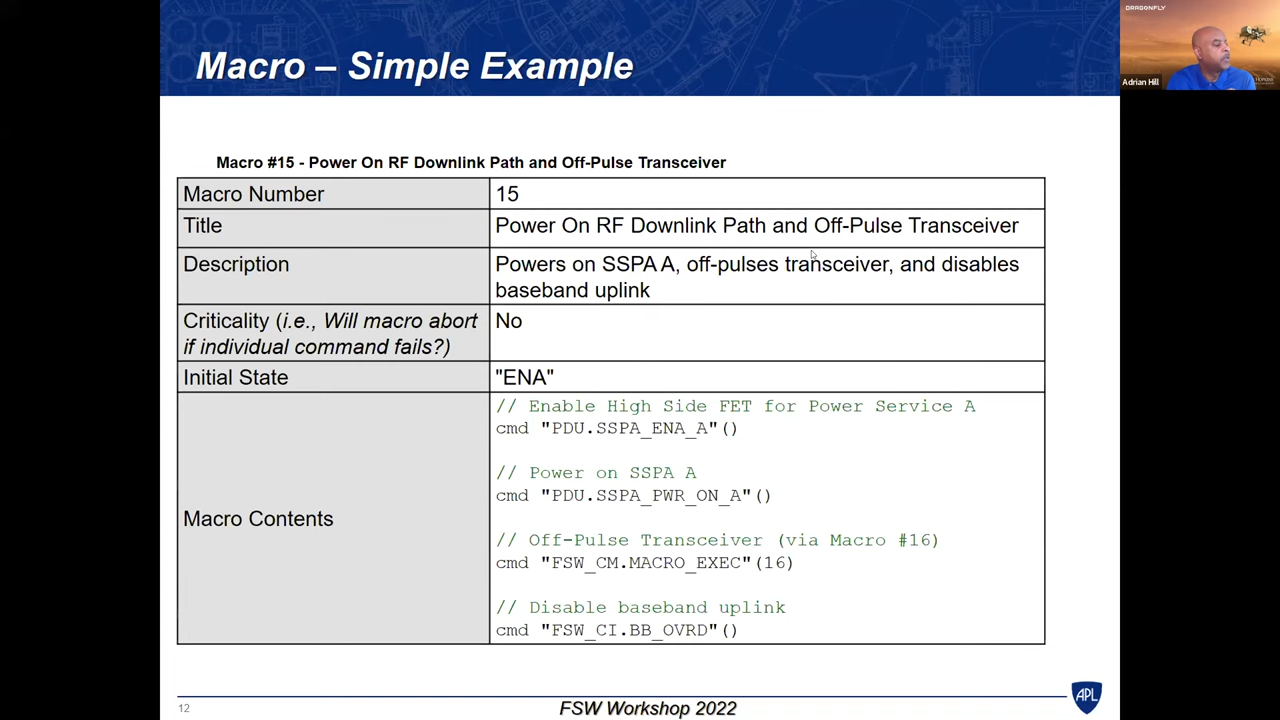 DRAGONFLY
Adrian Hill
Macro – Simple Example
Macro #15 - Power On RF Downlink Path and Off-Pulse Transceiver
Macro Number
15
Title
Power On RF Downlink Path and Off-Pulse Transceiver
Description
Powers on SSPA A, off-pulses transceiver, and disables
baseband uplink
Criticality (i.e., Will macro abort
if individual command fails?)
No
Initial State
"ENA"
Macro Contents
// Enable High Side FET for Power Service A
cmd "PDU.SSPA_ENA_A"()
// Power on SSPA A
cmd "PDU.SSPA_PWR_ON_A"()
// Off-Pulse Transceiver (via Macro #16)
cmd "FSW_CM.MACRO_EXEC"(16)
// Disable baseband uplink
cmd "FSW_CI.BB_OVRD"()
12
FSW Workshop 2022
APL